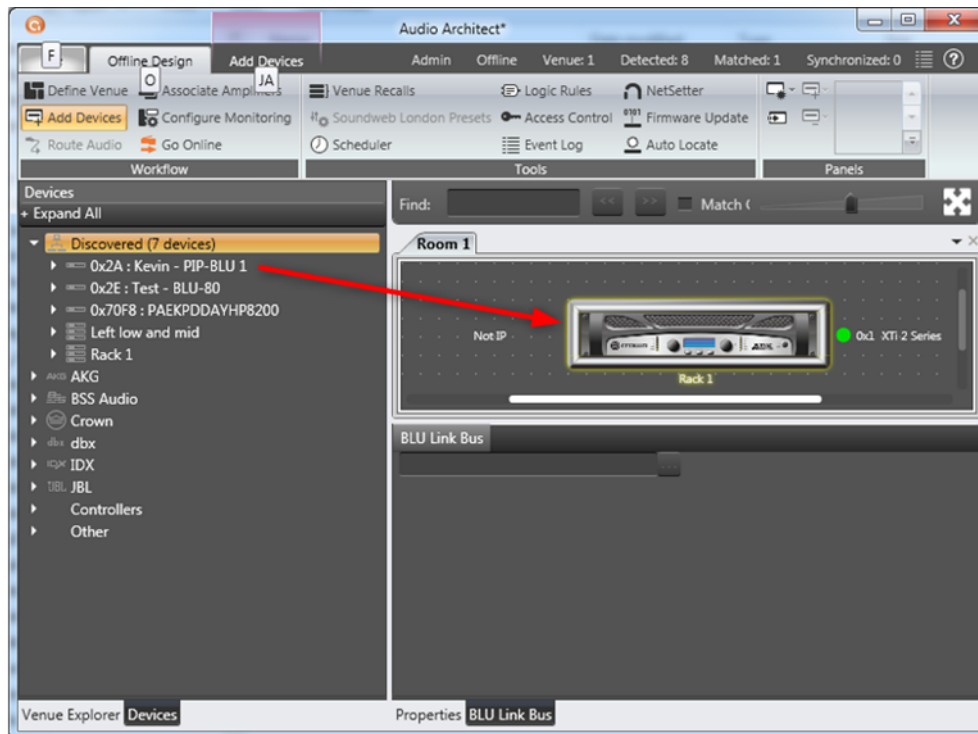 Audio Architect*
F
Offline Design
Add Devices
Admin Offline Venue: 1 Detected: 8 Matched: 1 Synchronized: 0
O
JA
Define Venue Associate Amplifiers
Add Devices Configure Monitoring
Route Audio Go Online
Workflow
Venue Recalls Logic Rules NetSetter
Soundweb London Presets Access Control Firmware Update
Scheduler Event Log Auto Locate
Tools
Panels
Devices
+ Expand All
Discovered (7 devices)
0x2A : Kevin - PIP-BLU 1
0x2E : Test - BLU-80
0x70F8 : PAEKPDDAYHP8200
Left low and mid
Rack 1
AKG AKG
BSS Audio
Crown
dbx dbx
IDX IDX
JBL JBL
Controllers
Other
Venue Explorer Devices
Find: << >> Match (
Room 1
Not IP
0x1 XTi-2 Series
Rack 1
BLU Link Bus
...
Properties BLU Link Bus